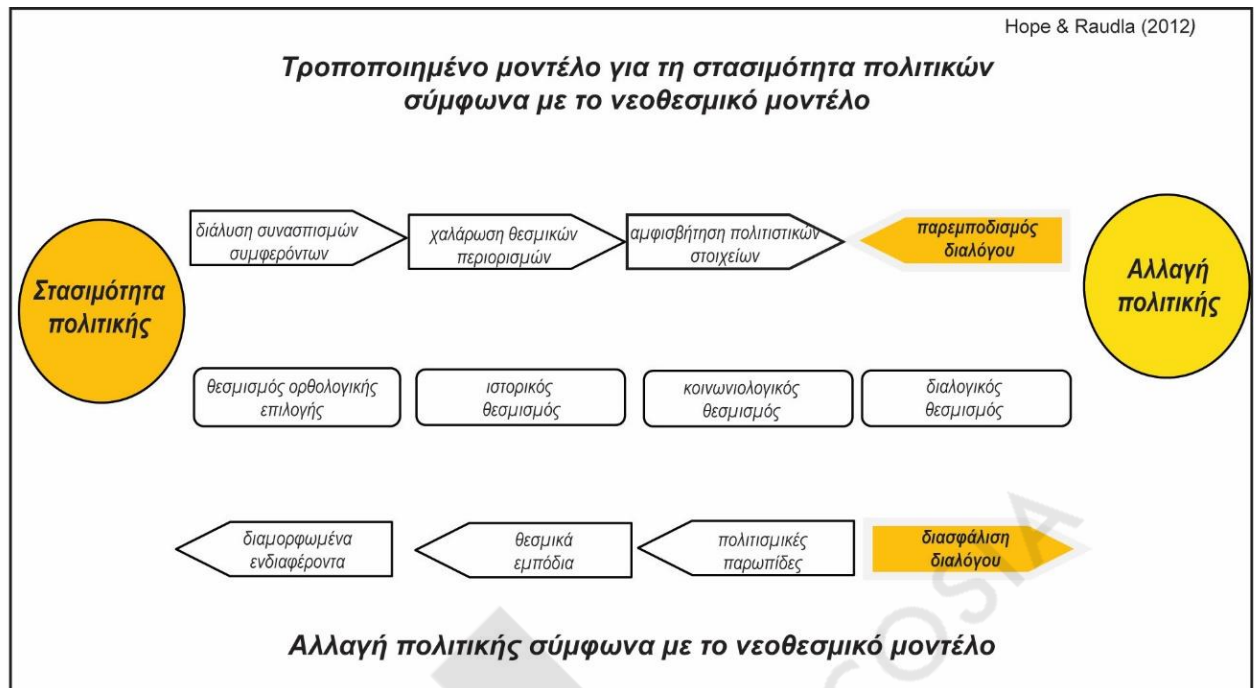 Hope & Raudla (2012)
Τροποποιημένο μοντέλο για τη στασιμότητα πολιτικών
σύμφωνα με το νεοθεσμικό μοντέλο
Στασιμότητα
πολιτικής
διάλυση συνασπισμών
συμφερόντων
χαλάρωση θεσμικών
περιορισμών
αμφισβήτηση πολιτιστικών
στοιχείων
παρεμποδισμός
διαλόγου
Αλλαγή
πολιτικής
θεσμισμός ορθολογικής
επιλογής
ιστορικός
θεσμισμός
κοινωνιολογικός
θεσμισμός
διαλογικός
θεσμισμός
διαμορφωμένα
ενδιαφέροντα
θεσμικά
εμπόδια
πολιτισμικές
παρωπίδες
διασφάλιση
διαλόγου
Αλλαγή πολιτικής σύμφωνα με το νεοθεσμικό μοντέλο
COSIA